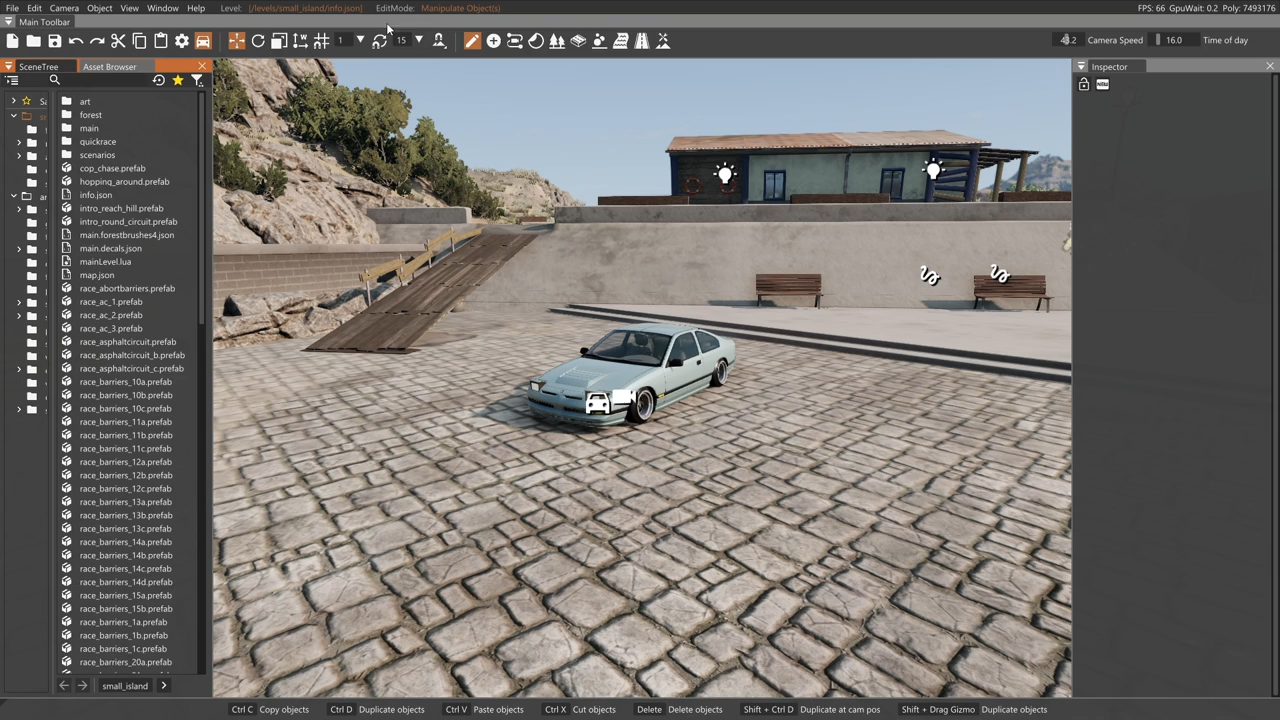 File Edit Camera Object View Window Help Level: [/levels/small_island/info.json] EditMode: Manipulate Object(s) FPS: 66 GpuWait: 0.2 Poly: 7493176
Main Toolbar
1 15 43.2 Camera Speed 16.0 Time of day
SceneTree Asset Browser Inspector
art
forest
main
quickrace
scenarios
cop_chase.prefab
hopping_around.prefab
info.json
intro_reach_hill.prefab
intro_round_circuit.prefab
main.forestbrushes4.json
main.decals.json
mainLevel.lua
map.json
race_abortbarriers.prefab
race_ac_1.prefab
race_ac_2.prefab
race_ac_3.prefab
race_asphaltcircuit.prefab
race_asphaltcircuit_b.prefab
race_asphaltcircuit_c.prefab
race_barriers_10a.prefab
race_barriers_10b.prefab
race_barriers_10c.prefab
race_barriers_11a.prefab
race_barriers_11b.prefab
race_barriers_11c.prefab
race_barriers_12a.prefab
race_barriers_12b.prefab
race_barriers_12c.prefab
race_barriers_13a.prefab
race_barriers_13b.prefab
race_barriers_13c.prefab
race_barriers_14a.prefab
race_barriers_14b.prefab
race_barriers_14c.prefab
race_barriers_14d.prefab
race_barriers_15a.prefab
race_barriers_15b.prefab
race_barriers_1a.prefab
race_barriers_1b.prefab
race_barriers_1c.prefab
race_barriers_20a.prefab
small_island
Ctrl C Copy objects Ctrl D Duplicate objects Ctrl V Paste objects Ctrl X Cut objects Delete Delete objects Shift + Ctrl D Duplicate at cam pos Shift + Drag Gizmo Duplicate objects